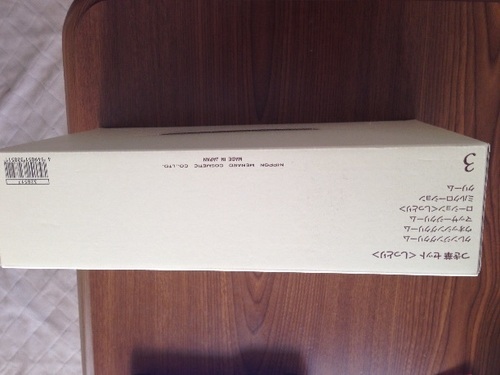 つき華 セット <しっとり>
クレンジングクリーム
ウオッシングクリーム
マッサージクリーム
ローション<しっとり>
ミルクローション
クリーム
3
NIPPON MENARD COSMETIC CO.,LTD.
MADE IN JAPAN